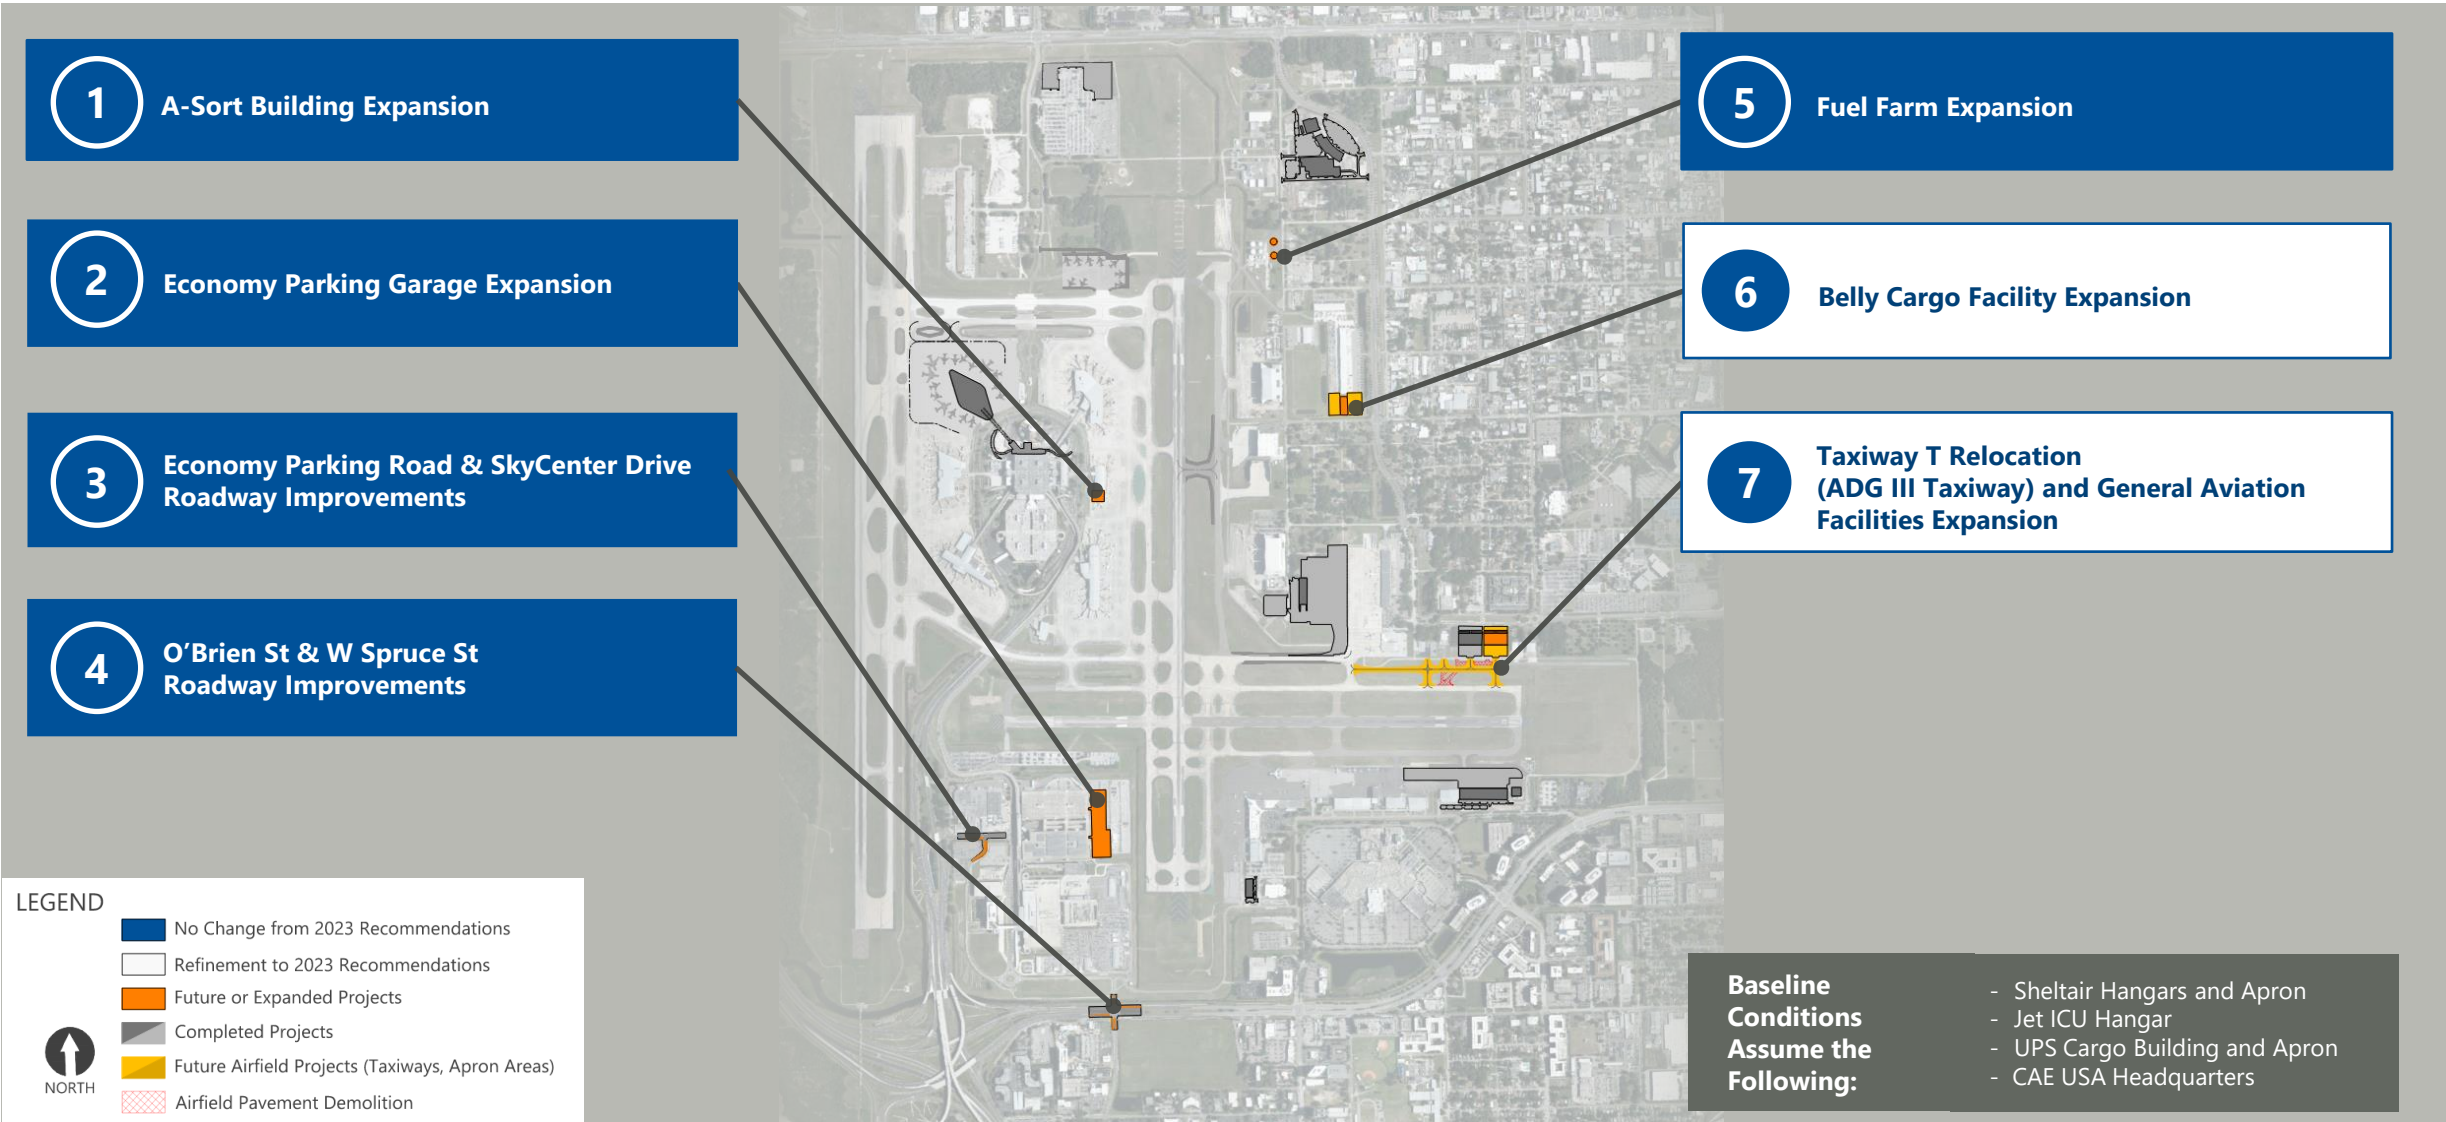 1
A-Sort Building Expansion
2
Economy Parking Garage Expansion
3
Economy Parking Road & SkyCenter Drive
Roadway Improvements
4
O’Brien St & W Spruce St
Roadway Improvements
5
Fuel Farm Expansion
6
Belly Cargo Facility Expansion
7
Taxiway T Relocation
(ADG III Taxiway) and General Aviation
Facilities Expansion
LEGEND
No Change from 2023 Recommendations
Refinement to 2023 Recommendations
Future or Expanded Projects
Completed Projects
Future Airfield Projects (Taxiways, Apron Areas)
Airfield Pavement Demolition
NORTH
Baseline
Conditions
Assume the
Following:
- Sheltair Hangars and Apron
- Jet ICU Hangar
- UPS Cargo Building and Apron
- CAE USA Headquarters